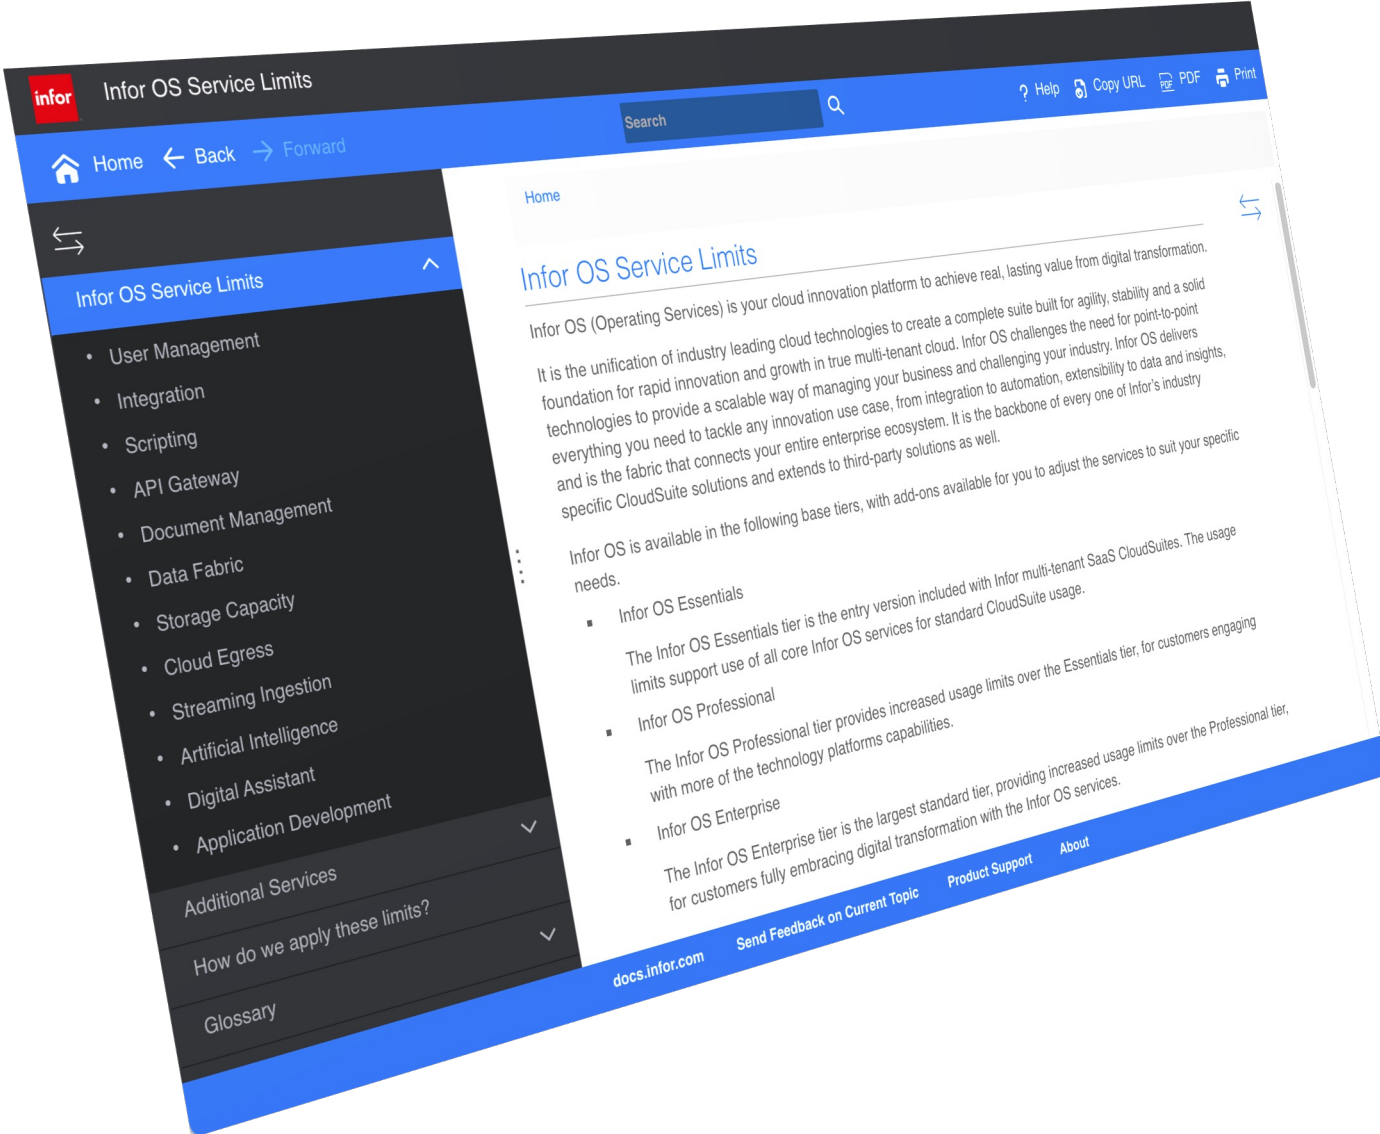 infor
Infor OS Service Limits
Home
Back
Forward
Search
Help
Copy URL
PDF
PDF
Print
Infor OS Service Limits
User Management
Integration
Scripting
API Gateway
Document Management
Data Fabric
Storage Capacity
Cloud Egress
Streaming Ingestion
Artificial Intelligence
Digital Assistant
Application Development
Additional Services
How do we apply these limits?
Glossary
Home
Infor OS Service Limits
Infor OS (Operating Services) is your cloud innovation platform to achieve real, lasting value from digital transformation.
It is the unification of industry leading cloud technologies to create a complete suite built for agility, stability and a solid
foundation for rapid innovation and growth in true multi-tenant cloud. Infor OS challenges the need for point-to-point
technologies to provide a scalable way of managing your business and challenging your industry. Infor OS delivers
everything you need to tackle any innovation use case, from integration to automation, extensibility to data and insights,
and is the fabric that connects your entire enterprise ecosystem. It is the backbone of every one of Infor's industry
specific CloudSuite solutions and extends to third-party solutions as well.
Infor OS is available in the following base tiers, with add-ons available for you to adjust the services to suit your specific
needs.
Infor OS Essentials
The Infor OS Essentials tier is the entry version included with Infor multi-tenant SaaS CloudSuites. The usage
limits support use of all core Infor OS services for standard CloudSuite usage.
Infor OS Professional
The Infor OS Professional tier provides increased usage limits over the Essentials tier, for customers engaging
with more of the technology platforms capabilities.
Infor OS Enterprise
The Infor OS Enterprise tier is the largest standard tier, providing increased usage limits over the Professional tier,
for customers fully embracing digital transformation with the Infor OS services.
docs.infor.com
Send Feedback on Current Topic
Product Support
About